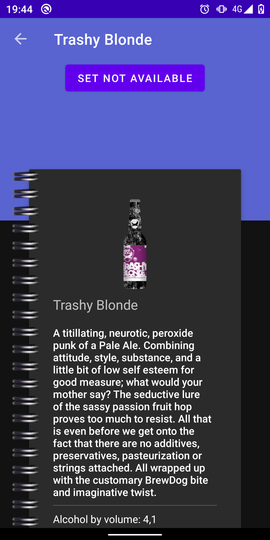 19:44
4G
Trashy Blonde
SET NOT AVAILABLE
Trashy Blonde
A titillating, neurotic, peroxide
punk of a Pale Ale. Combining
attitude, style, substance, and a
little bit of low self esteem for
good measure; what would your
mother say? The seductive lure
of the sassy passion fruit hop
proves too much to resist. All that
is even before we get onto the
fact that there are no additives,
preservatives, pasteurization or
strings attached. All wrapped up
with the customary BrewDog bite
and imaginative twist.
Alcohol by volume: 4,1